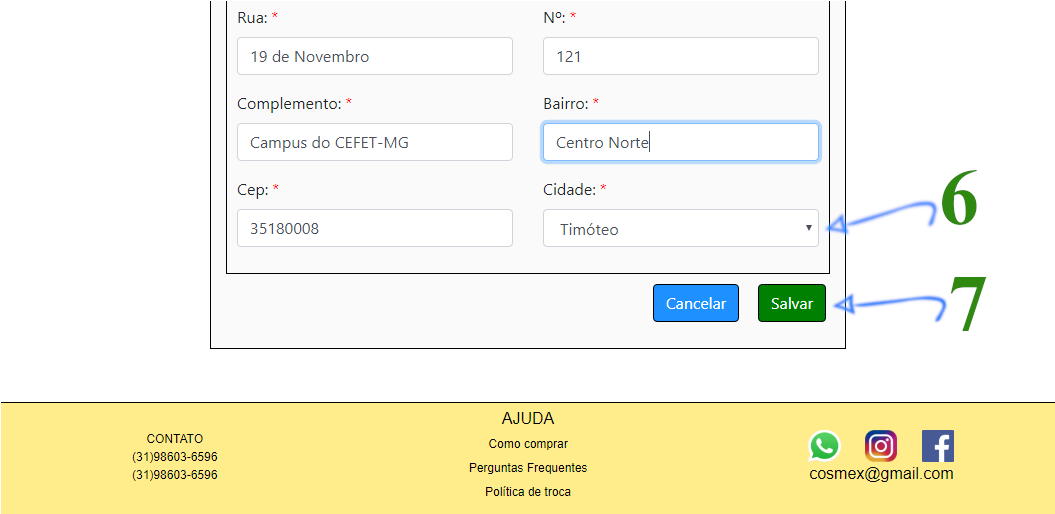 Rua: * Nº: *
19 de Novembro 121
Complemento: * Bairro: *
Campus do CEFET-MG Centro Norte
Cep: * Cidade: *
35180008 Timóteo
6
Cancelar Salvar
7
CONTATO
(31)98603-6596
(31)98603-6596
AJUDA
Como comprar
Perguntas Frequentes
Política de troca
cosmex@gmail.com